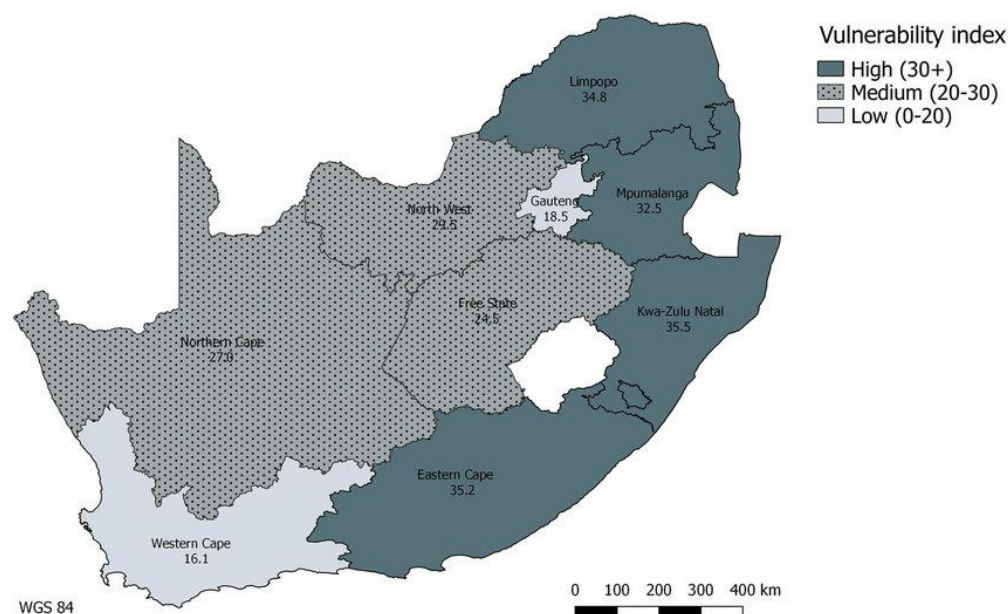 Vulnerability index
High (30+)
Medium (20-30)
Low (0-20)
Limpopo
34.8
Mpumalanga
32.5
Gauteng
18.5
North West
29.5
Free State
24.5
Kwa-Zulu Natal
35.5
Northern Cape
27.0
Eastern Cape
35.2
Western Cape
16.1
WGS 84
0 100 200 300 400 km